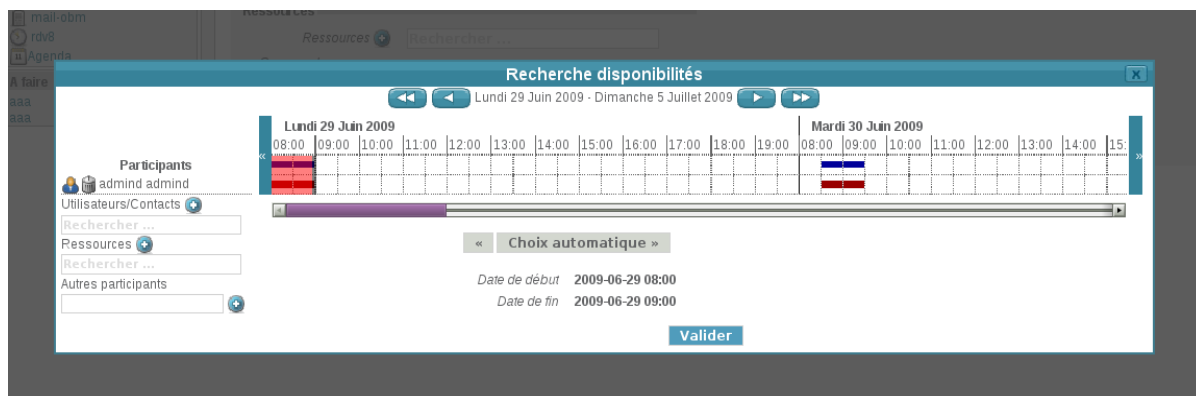 mail-obm
Ressources
rdv8
Ressources
Rechercher ...
Agenda
A faire
aaa
aaa
Recherche disponibilités
x
Lundi 29 Juin 2009 - Dimanche 5 Juillet 2009
Lundi 29 Juin 2009
Mardi 30 Juin 2009
08:00 09:00 10:00 11:00 12:00 13:00 14:00 15:00 16:00 17:00 18:00 19:00 08:00 09:00 10:00 11:00 12:00 13:00 14:00 15:
«
»
Participants
admind admind
Utilisateurs/Contacts
Rechercher ...
Ressources
Rechercher ...
Autres participants
« Choix automatique »
Date de début 2009-06-29 08:00
Date de fin 2009-06-29 09:00
Valider